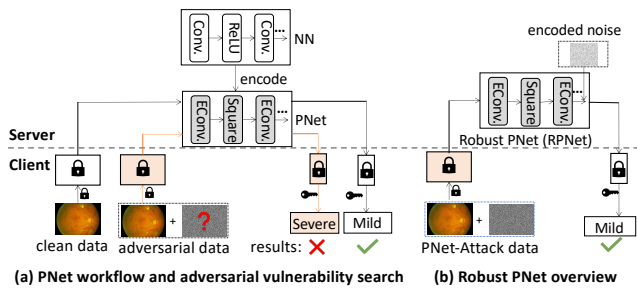 Conv.
ReLU
Conv.
...
NN
encode
EConv.
Square
EConv.
...
PNet
Server
Client
clean data
+
?
adversarial data
Severe
Mild
results:
(a) PNet workflow and adversarial vulnerability search
encoded noise
EConv.
Square
EConv.
...
Robust PNet (RPNet)
+
PNet-Attack data
Mild
(b) Robust PNet overview